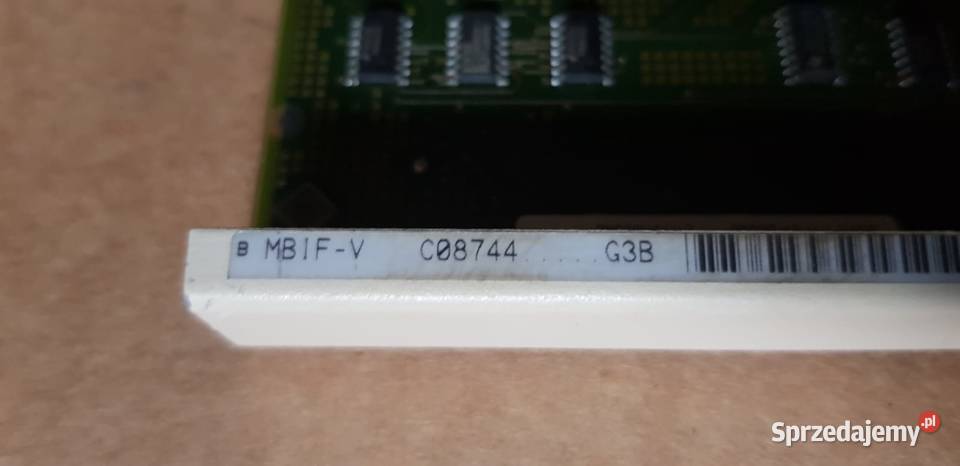 B MBIF-V C08744......G3B
Sprzedajemy.pl